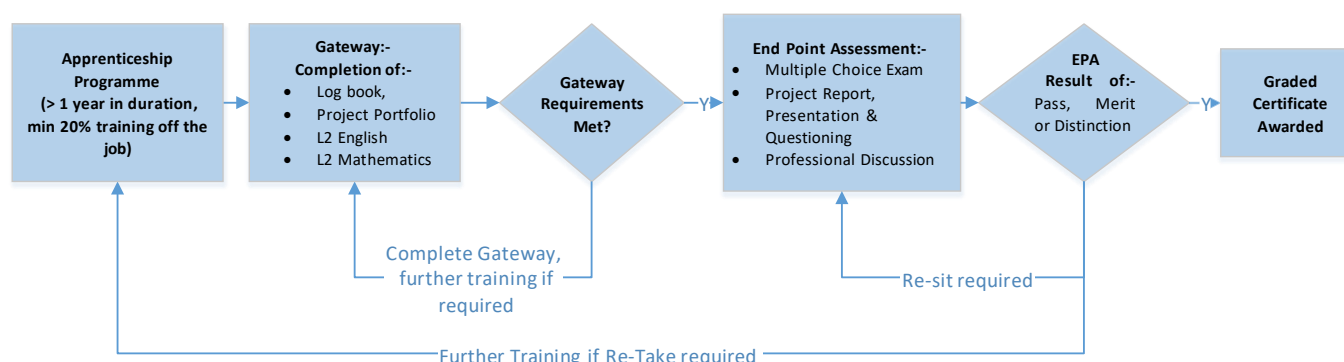 Apprenticeship
Programme
(> 1 year in duration,
min 20% training off the
job)
Gateway:-
Completion of:-
• Log book,
• Project Portfolio
• L2 English
• L2 Mathematics
Gateway
Requirements
Met?
Y
End Point Assessment:-
• Multiple Choice Exam
• Project Report,
Presentation &
Questioning
• Professional Discussion
EPA
Result of:-
Pass, Merit
or Distinction
Y
Graded
Certificate
Awarded
Complete Gateway,
further training if
required
Re-sit required
Further Training if Re-Take required